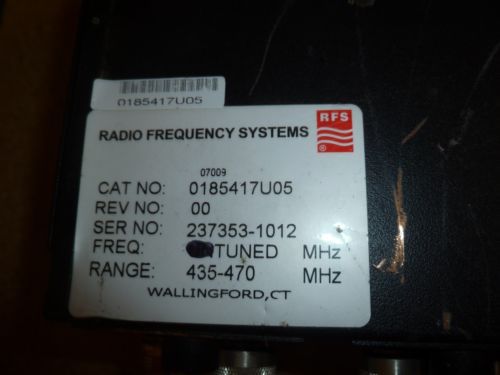 0185417U05
RFS
®
RADIO FREQUENCY SYSTEMS
07009
CAT NO: 0185417U05
REV NO: 00
SER NO: 237353-1012
FREQ: TUNED MHz
RANGE: 435-470 MHz
WALLINGFORD,CT